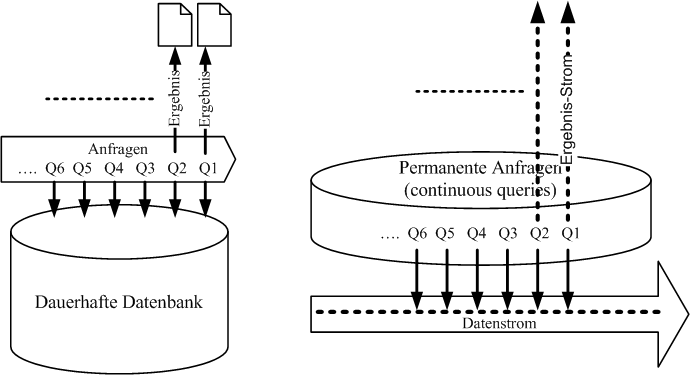 Ergebnis
Ergebnis
Anfragen
.... Q6 Q5 Q4 Q3 Q2 Q1
Dauerhafte Datenbank
Ergebnis-Strom
Permanente Anfragen
(continuous queries)
.... Q6 Q5 Q4 Q3 Q2 Q1
Datenstrom